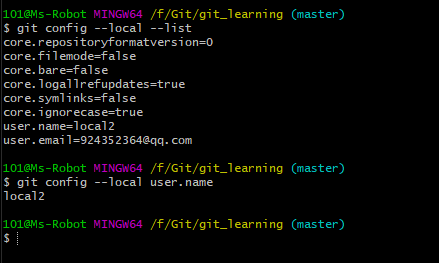 101@Ms-Robot MINGW64 /f/Git/git_learning (master)
$ git config --local --list
core.repositoryformatversion=0
core.filemode=false
core.bare=false
core.logallrefupdates=true
core.symlinks=false
core.ignorecase=true
user.name=local2
user.email=924352364@qq.com
101@Ms-Robot MINGW64 /f/Git/git_learning (master)
$ git config --local user.name
local2
101@Ms-Robot MINGW64 /f/Git/git_learning (master)
$